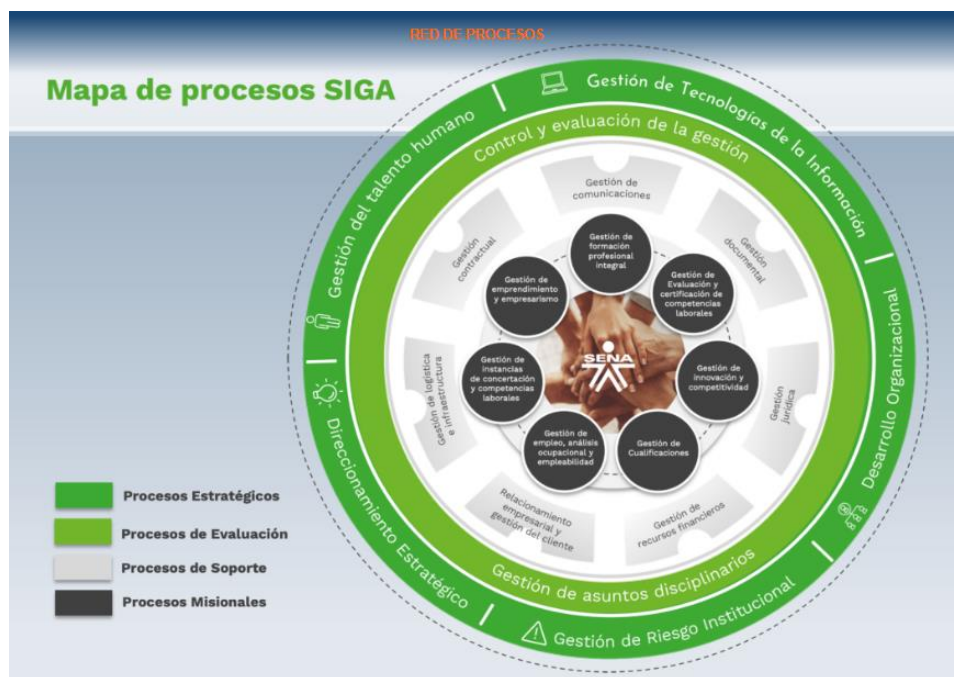 RED DE PROCESOS
Mapa de procesos SIGA
Gestión del talento humano
Gestión de Tecnologías de la Información
Desarrollo Organizacional
Gestión de Riesgo Institucional
Direccionamiento Estratégico
Control y evaluación de la gestión
Gestión de asuntos disciplinarios
Gestión de
comunicaciones
Gestión
documental
Gestión
jurídica
Gestión de
recursos financieros
Relacionamiento
empresarial y
gestión del cliente
Gestión de logística
e infraestructura
Gestión
contractual
Gestión de
formación
profesional
integral
Gestión de
Evaluación y
certificación de
competencias
laborales
Gestión de
innovación y
competitividad
Gestión de
Cualificaciones
Gestión de
empleo, análisis
ocupacional y
empleabilidad
Gestión de
instancias
de concertación
y competencias
laborales
Gestión de
emprendimiento
y empresarismo
SENA
Procesos Estratégicos
Procesos de Evaluación
Procesos de Soporte
Procesos Misionales